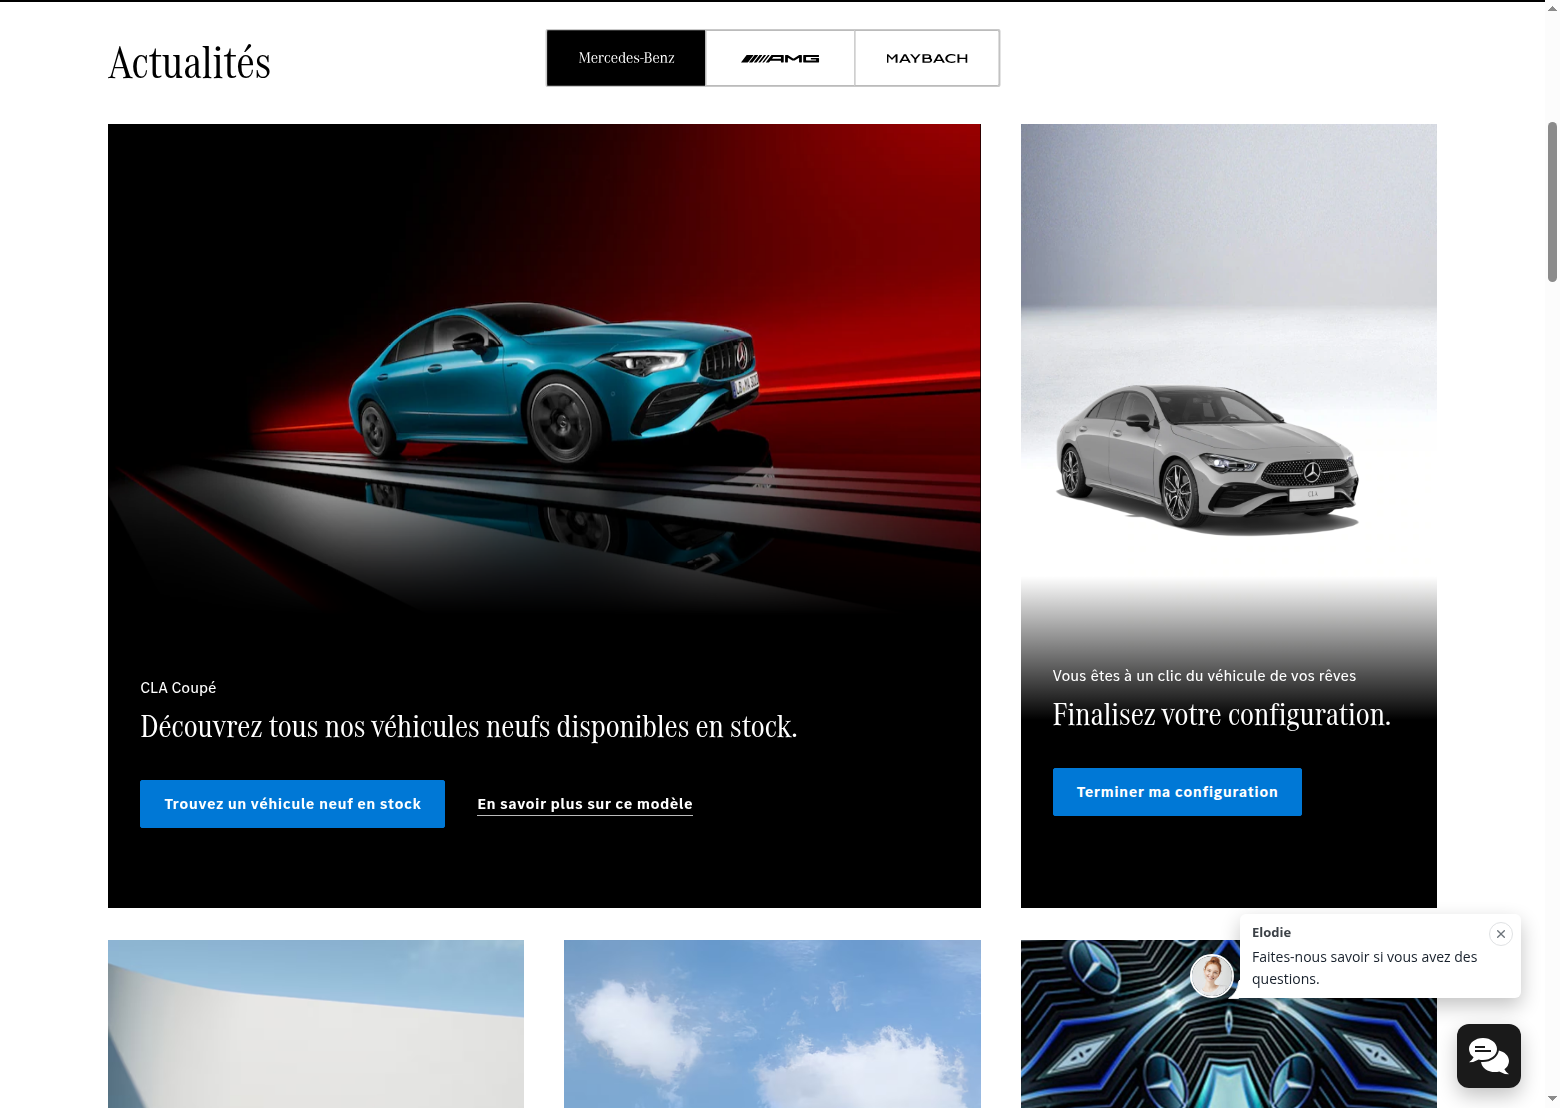 Actualités
Mercedes-Benz
AMG
MAYBACH
CLA Coupé
Découvrez tous nos véhicules neufs disponibles en stock.
Trouvez un véhicule neuf en stock
En savoir plus sur ce modèle
CLA
Vous êtes à un clic du véhicule de vos rêves
Finalisez votre configuration.
Terminer ma configuration
Elodie
Faites-nous savoir si vous avez des
questions.